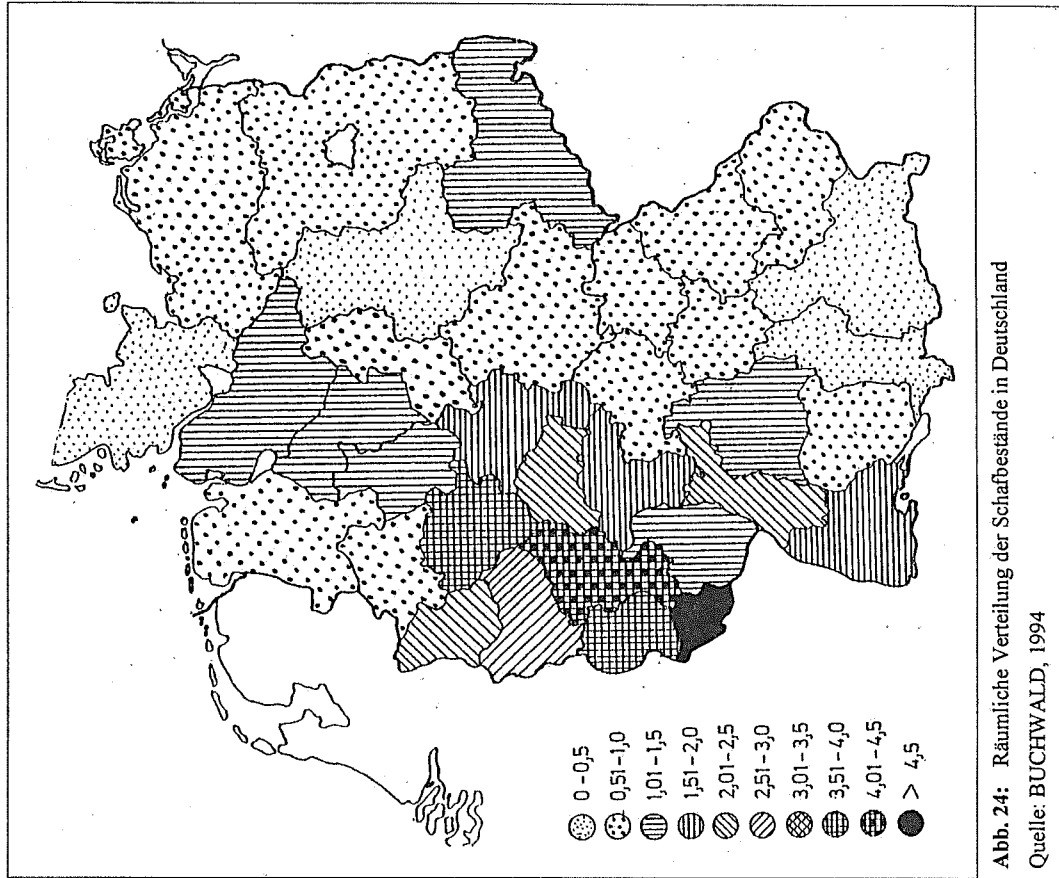 0 - 0,5
0,51 - 1,0
1,01 - 1,5
1,51 - 2,0
2,01 - 2,5
2,51 - 3,0
3,01 - 3,5
3,51 - 4,0
4,01 - 4,5
> 4,5
Abb. 24: Räumliche Verteilung der Schafbestände in Deutschland
Quelle: BUCHWALD, 1994